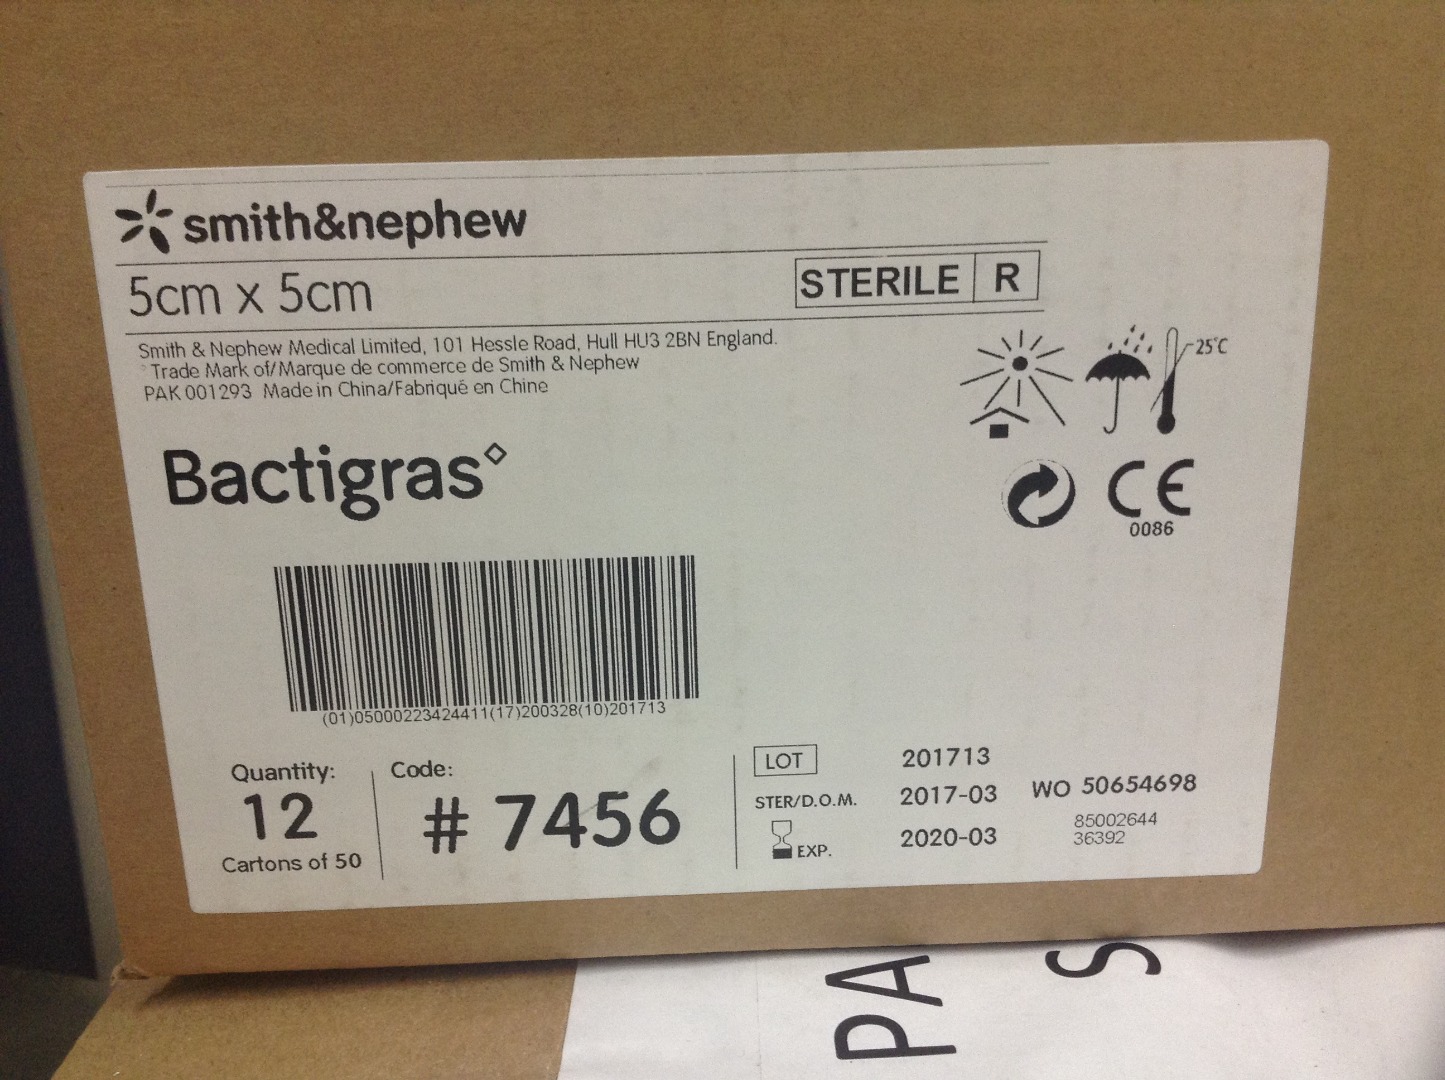 smith&nephew
5cm x 5cm
STERILE R
Smith & Nephew Medical Limited, 101 Hessle Road, Hull HU3 2BN England.
◊Trade Mark of/Marque de commerce de Smith & Nephew
PAK 001293 Made in China/Fabriqué en Chine
25°C
Bactigras◊
CE
0086
(01)05000223424411(17)200328(10)201713
Quantity:
12
Cartons of 50
Code:
# 7456
LOT 201713
STER/D.O.M. 2017-03
EXP. 2020-03
WO 50654698
85002644
36392
PA
S